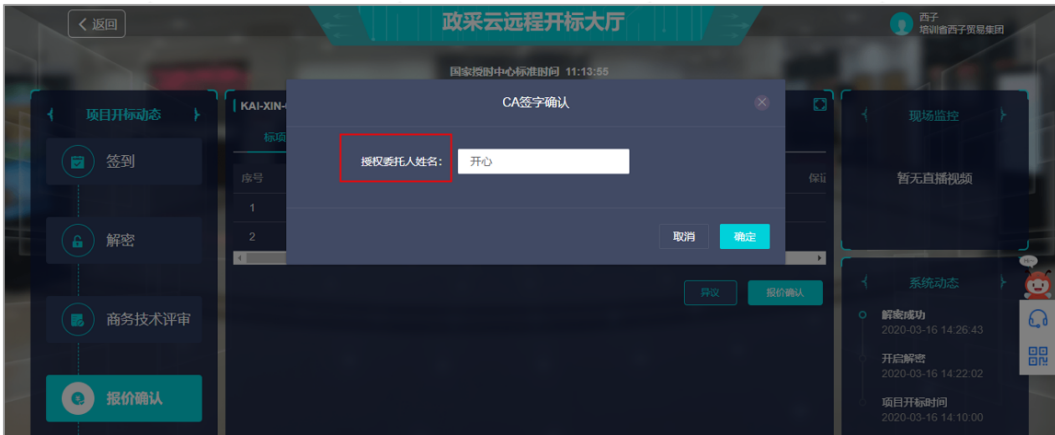 返回
政采云远程开标大厅
西子
培训省西子贸易集团
国家授时中心标准时间 11:13:55
项目开标动态
签到
解密
商务技术评审
报价确认
KAI-XIN-
标项
序号
保证
1
2
CA签字确认
授权委托人姓名：
开心
取消
确定
异议
报价确认
现场监控
暂无直播视频
系统动态
解密成功
2020-03-16 14:26:43
开启解密
2020-03-16 14:22:02
项目开标时间
2020-03-16 14:10:00